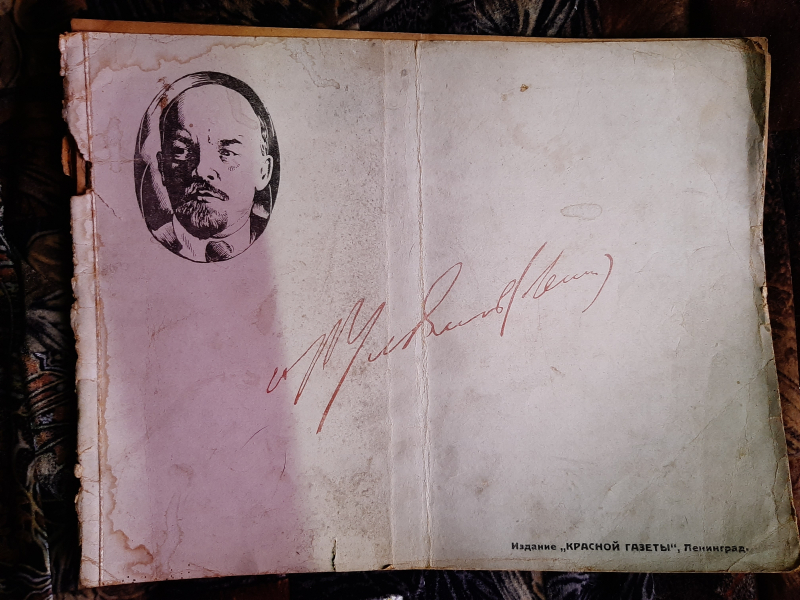 Ульянов (Ленин)
Издание „КРАСНОЙ ГАЗЕТЫ“, Ленинград.